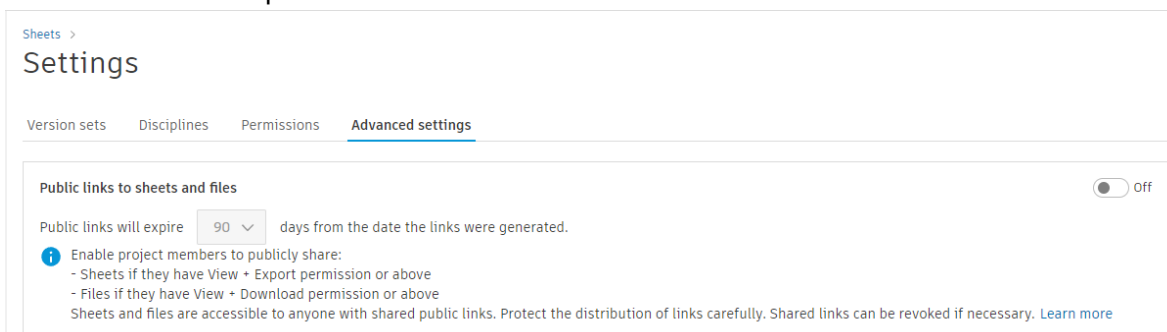 Sheets >
Settings
Version sets Disciplines Permissions Advanced settings
Public links to sheets and files Off
Public links will expire 90 days from the date the links were generated.
Enable project members to publicly share:
- Sheets if they have View + Export permission or above
- Files if they have View + Download permission or above
Sheets and files are accessible to anyone with shared public links. Protect the distribution of links carefully. Shared links can be revoked if necessary. Learn more